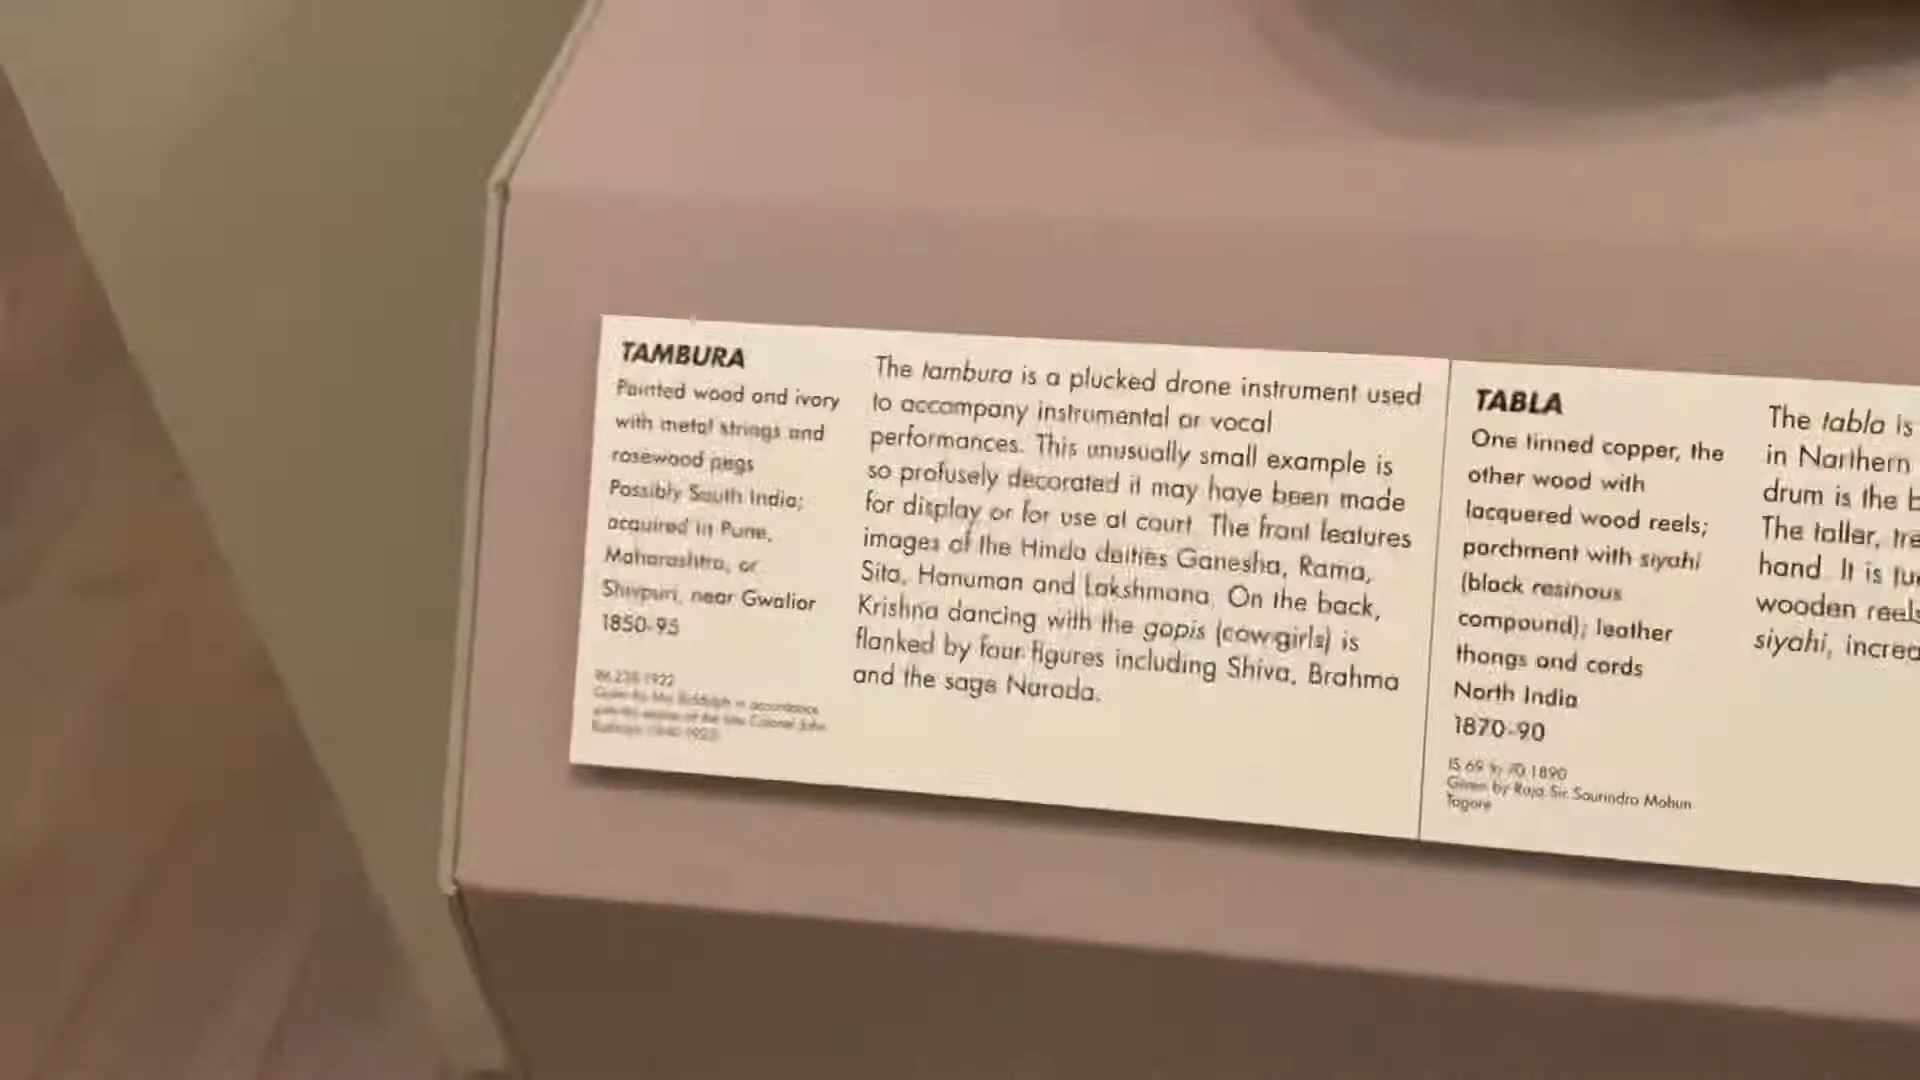 TAMBURA
Painted wood and ivory
with metal strings and
rosewood pegs
Possibly South India;
acquired in Pune,
Maharashtra, or
Shivpuri, near Gwalior
1850-95
The tambura is a plucked drone instrument used
to accompany instrumental or vocal
performances. This unusually small example is
so profusely decorated it may have been made
for display or for use at court. The front features
images of the Hindu deities Ganesha, Rama,
Sita, Hanuman and Lakshmana. On the back,
Krishna dancing with the gopis (cowgirls) is
flanked by four figures including Shiva, Brahma
and the sage Narada.
TABLA
One tinned copper, the
other wood with
lacquered wood reels;
parchment with siyahi
(black resinous
compound); leather
thongs and cords
North India
1870-90
IS 69 to 70.1890
Given by Raja Sir Sourindro Mohun
Tagore
The tabla is
in Northern
drum is the
The taller,
hand. It is
wooden reels
siyahi,